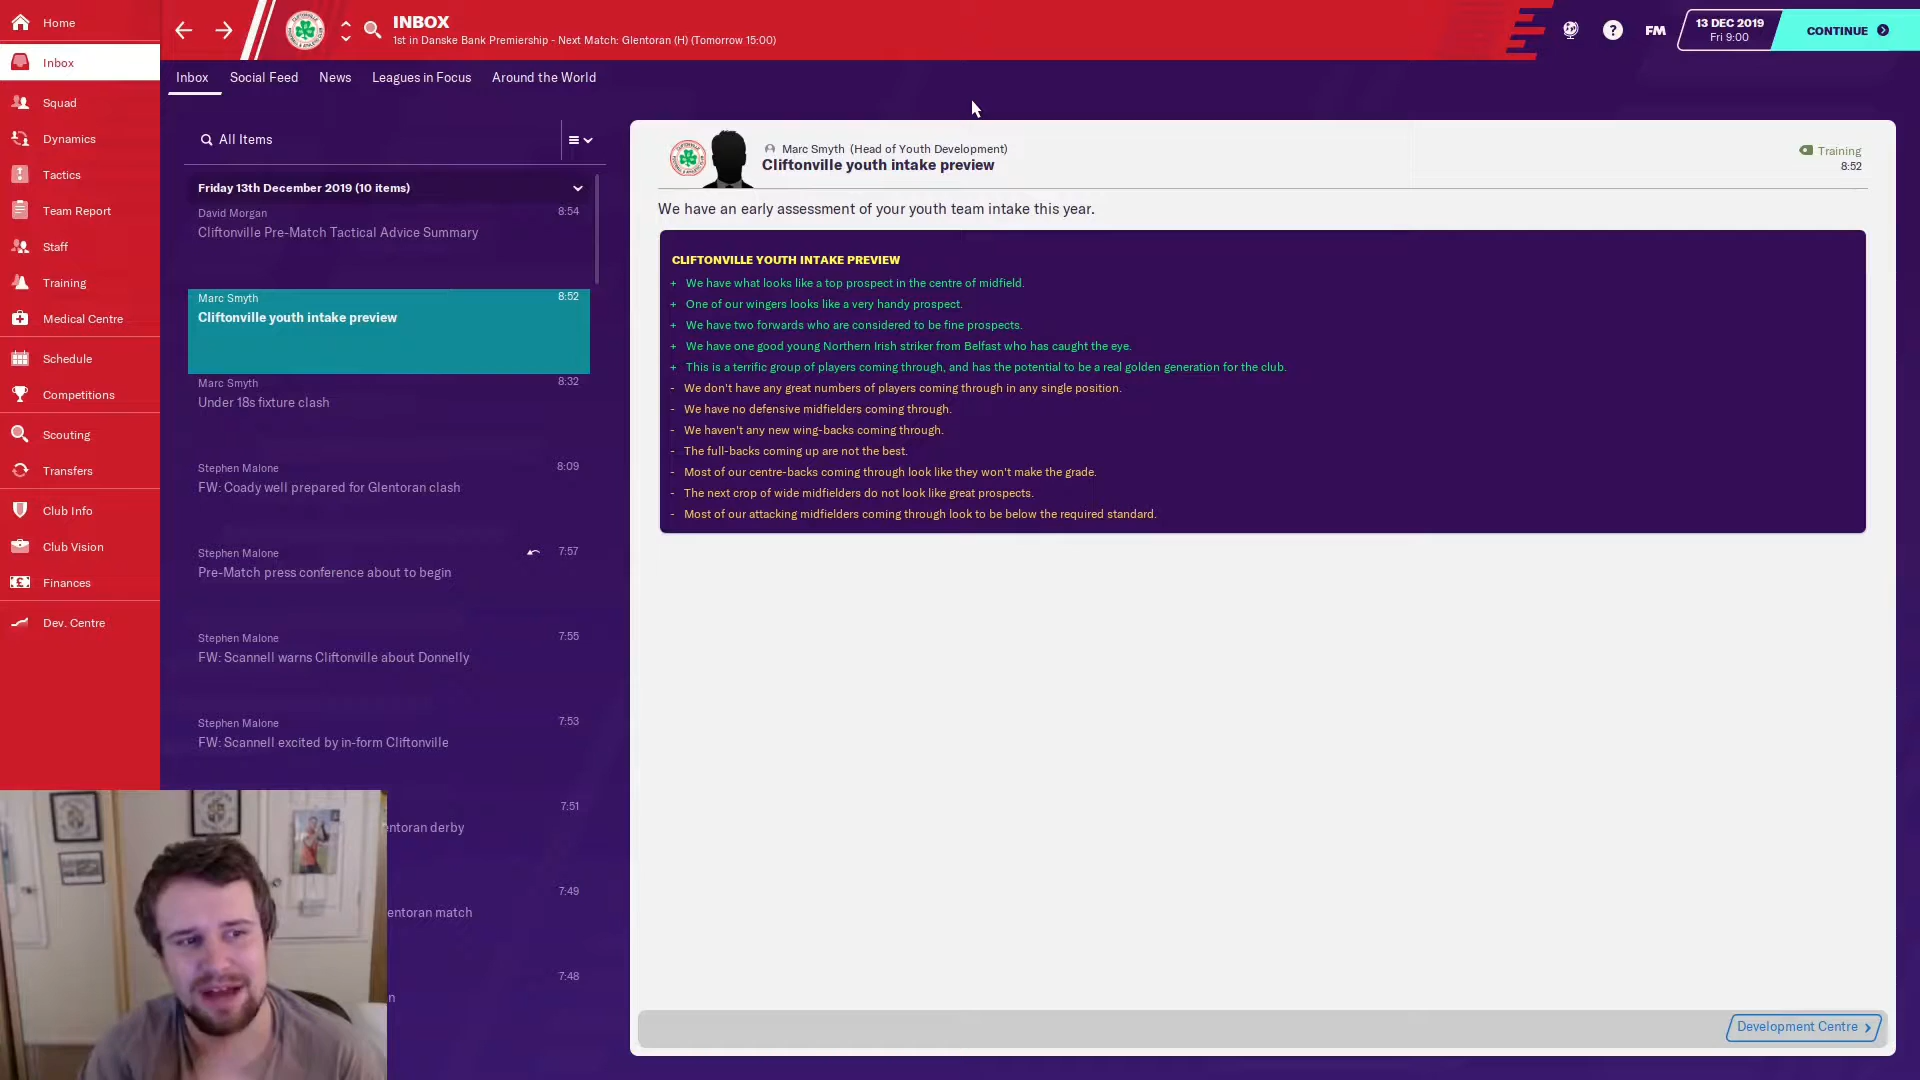 Home
Inbox
Squad
Dynamics
Tactics
Team Report
Staff
Training
Medical Centre
Schedule
Competitions
Scouting
Transfers
Club Info
Club Vision
Finances
Dev. Centre
INBOX
1st in Danske Bank Premiership - Next Match: Glentoran (H) (Tomorrow 15:00)
?
FM
13 DEC 2019
Fri 9:00
CONTINUE
Inbox Social Feed News Leagues in Focus Around the World
All Items
Friday 13th December 2019 (10 items)
David Morgan 8:54
Cliftonville Pre-Match Tactical Advice Summary
Marc Smyth 8:52
Cliftonville youth intake preview
Marc Smyth 8:32
Under 18s fixture clash
Stephen Malone 8:09
FW: Coady well prepared for Glentoran clash
Stephen Malone 7:57
Pre-Match press conference about to begin
Stephen Malone 7:55
FW: Scannell warns Cliftonville about Donnelly
Stephen Malone 7:53
FW: Scannell excited by in-form Cliftonville
7:51
entoran derby
7:49
entoran match
7:48
n
Marc Smyth (Head of Youth Development)
Cliftonville youth intake preview
Training
8:52
We have an early assessment of your youth team intake this year.
CLIFTONVILLE YOUTH INTAKE PREVIEW
+ We have what looks like a top prospect in the centre of midfield.
+ One of our wingers looks like a very handy prospect.
+ We have two forwards who are considered to be fine prospects.
+ We have one good young Northern Irish striker from Belfast who has caught the eye.
+ This is a terrific group of players coming through, and has the potential to be a real golden generation for the club.
- We don't have any great numbers of players coming through in any single position.
- We have no defensive midfielders coming through.
- We haven't any new wing-backs coming through.
- The full-backs coming up are not the best.
- Most of our centre-backs coming through look like they won't make the grade.
- The next crop of wide midfielders do not look like great prospects.
- Most of our attacking midfielders coming through look to be below the required standard.
Development Centre